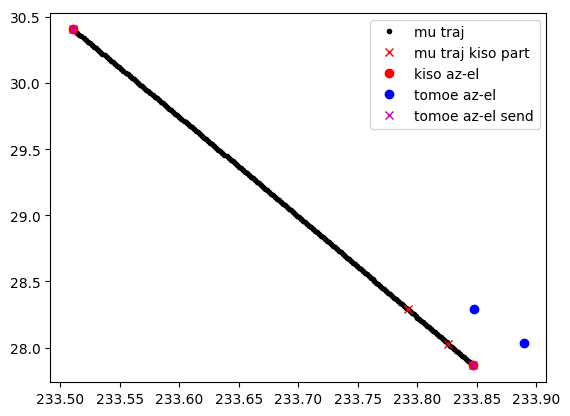 30.5
30.0
29.5
29.0
28.5
28.0
mu traj
mu traj kiso part
kiso az-el
tomoe az-el
tomoe az-el send
233.50 233.55 233.60 233.65 233.70 233.75 233.80 233.85 233.90